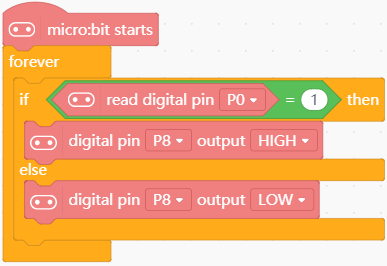 micro:bit starts
forever
if read digital pin P0 = 1 then
digital pin P8 output HIGH
else
digital pin P8 output LOW